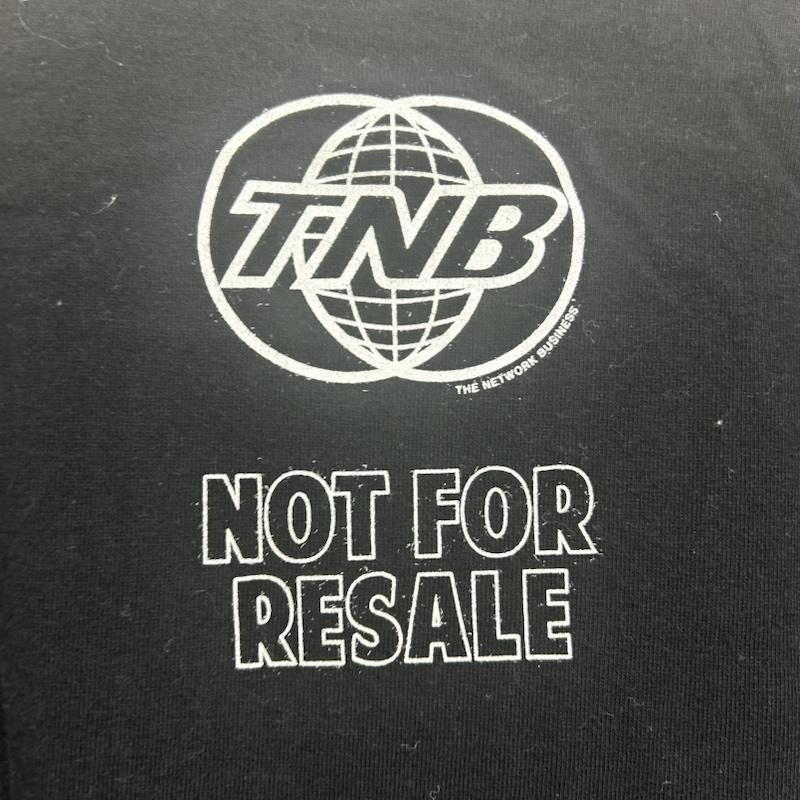 TNB
THE NETWORK BUSINESS
NOT FOR
RESALE